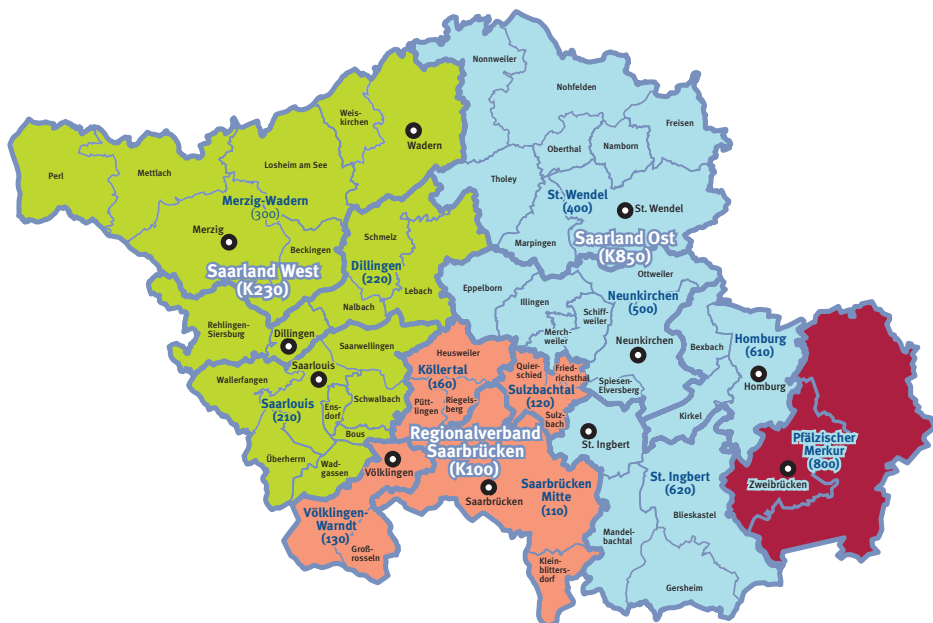 Nonnweiler
Nohfelden
Freisen
Weis-
kirchen
Wadern
Oberthal
Namborn
Losheim am See
Mettlach
Perl
Tholey
St. Wendel
(400)
St. Wendel
Merzig-Wadern
(300)
Merzig
Beckingen
Schmelz
Marpingen
Saarland Ost
(K850)
Saarland West
(K230)
Dillingen
(220)
Lebach
Nalbach
Eppelborn
Illingen
Ottweiler
Neunkirchen
(500)
Schiff-
weiler
Merch-
weiler
Neunkirchen
Rehlingen-
Siersburg
Dillingen
Saarwellingen
Saarlouis
Wallerfangen
Saarlouis
(210)
Ens-
dorf
Schwalbach
Bous
Überherrn
Wad-
gassen
Heusweiler
Köllertal
(160)
Quier-
schied
Fried-
richsthal
Sulzbachtal
(120)
Sulz-
bach
Pütt-
lingen
Riegels-
berg
Spiesen-
Elversberg
Bexbach
Homburg
(610)
Homburg
Kirkel
St. Ingbert
Regionalverband
Saarbrücken
(K100)
Völklingen
Saarbrücken
Saarbrücken
Mitte
(110)
Völklingen-
Warndt
(130)
Groß-
rosseln
Klein-
blitters-
dorf
St. Ingbert
(620)
Mandel-
bachtal
Blieskastel
Gersheim
Pfälzischer
Merkur
(800)
Zweibrücken